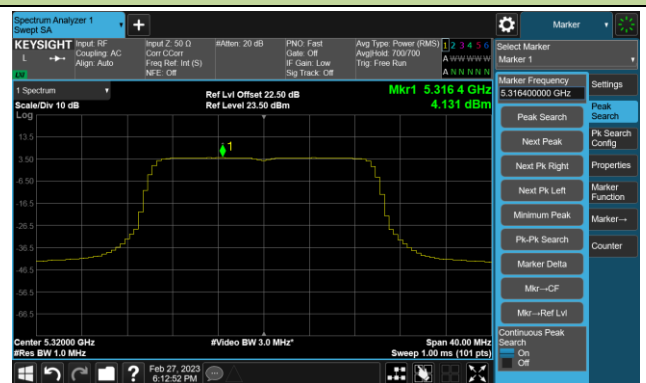 Spectrum Analyzer 1
Swept SA
+
Marker
KEYSIGHT
L
LW
Input: RF
Coupling: AC
Align: Auto
Input Z: 50 Ω
Corr CCorr
Freq Ref: Int (S)
NFE: Off
#Atten: 20 dB
PNO: Fast
Gate: Off
IF Gain: Low
Sig Track: Off
Avg Type: Power (RMS)
Avg|Hold: 700/700
Trig: Free Run
1 2 3 4 5 6
A W W W W W
A N N N N N
Select Marker
Marker 1
1 Spectrum
Scale/Div 10 dB
Log
Ref Lvl Offset 22.50 dB
Ref Level 23.50 dBm
Mkr1 5.316 4 GHz
4.131 dBm
1
13.5
3.50
-6.50
-16.5
-26.5
-36.5
-46.5
-56.5
-66.5
Center 5.32000 GHz
#Res BW 1.0 MHz
#Video BW 3.0 MHz*
Span 40.00 MHz
Sweep 1.00 ms (101 pts)
Marker Frequency
5.316400000 GHz
Peak Search
Next Peak
Next Pk Right
Next Pk Left
Minimum Peak
Pk-Pk Search
Marker Delta
Mkr→CF
Mkr→Ref Lvl
Continuous Peak
Search
On
Off
Settings
Peak
Search
Pk Search
Config
Properties
Marker
Function
Marker→
Counter
?
Feb 27, 2023
6:12:52 PM